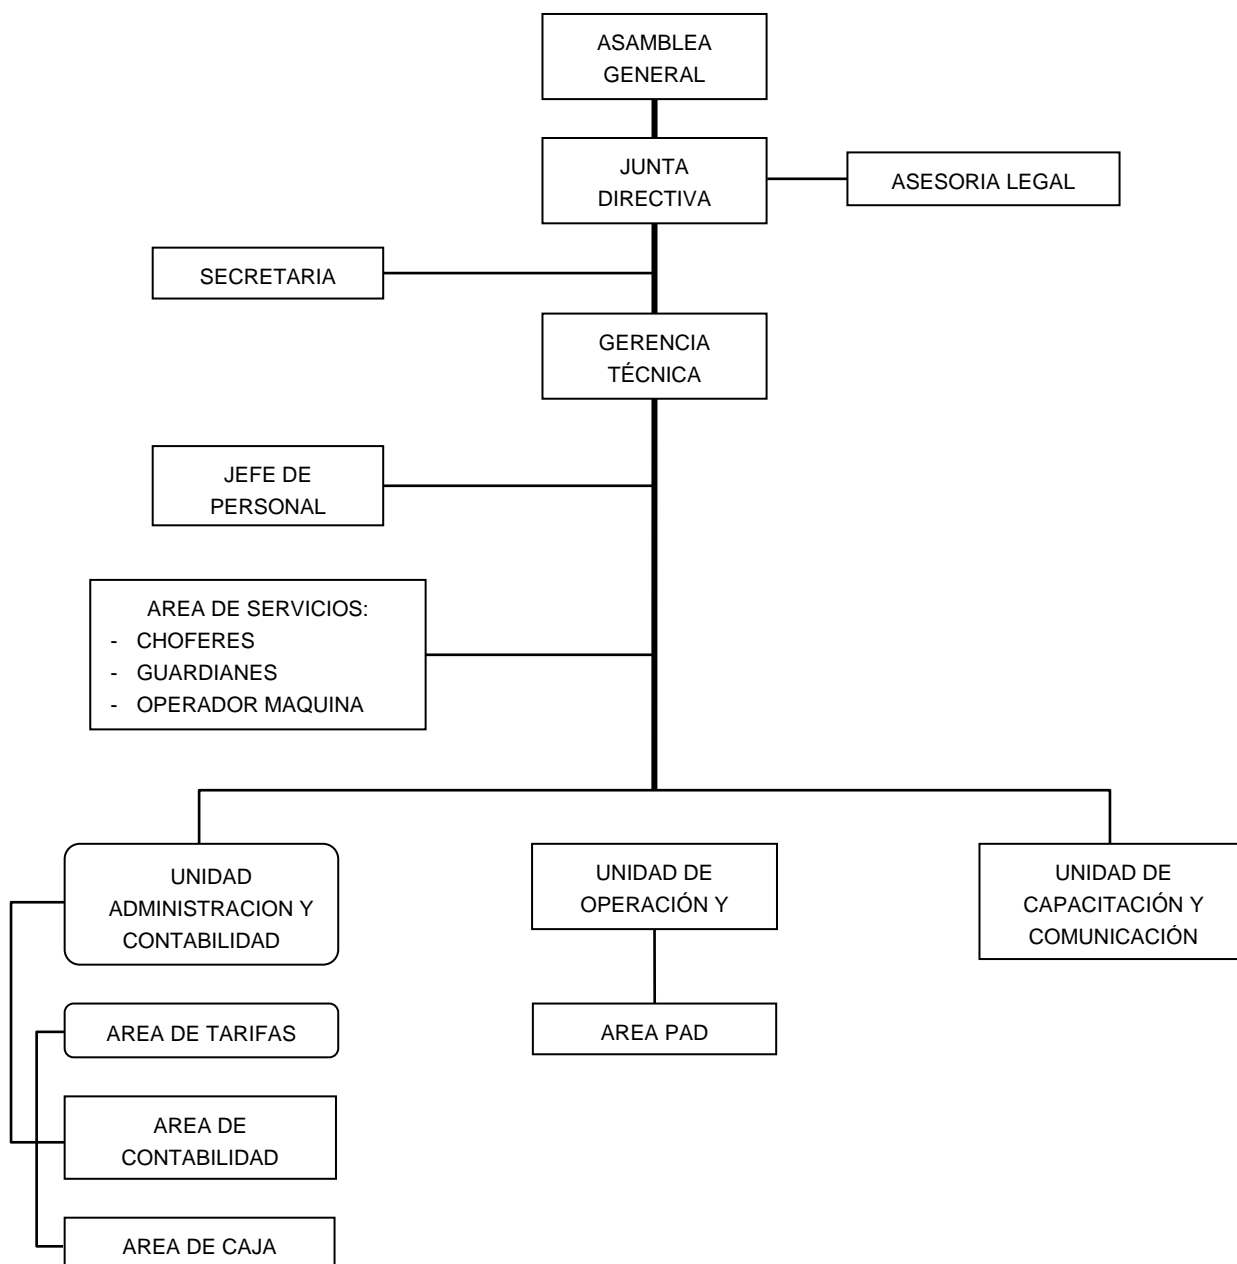 ASAMBLEA
GENERAL
JUNTA
DIRECTIVA
ASESORIA LEGAL
SECRETARIA
GERENCIA
TÉCNICA
JEFE DE
PERSONAL
AREA DE SERVICIOS:
- CHOFERES
- GUARDIANES
- OPERADOR MAQUINA
UNIDAD
ADMINISTRACION Y
CONTABILIDAD
UNIDAD DE
OPERACIÓN Y
UNIDAD DE
CAPACITACIÓN Y
COMUNICACIÓN
AREA DE TARIFAS
AREA PAD
AREA DE
CONTABILIDAD
AREA DE CAJA